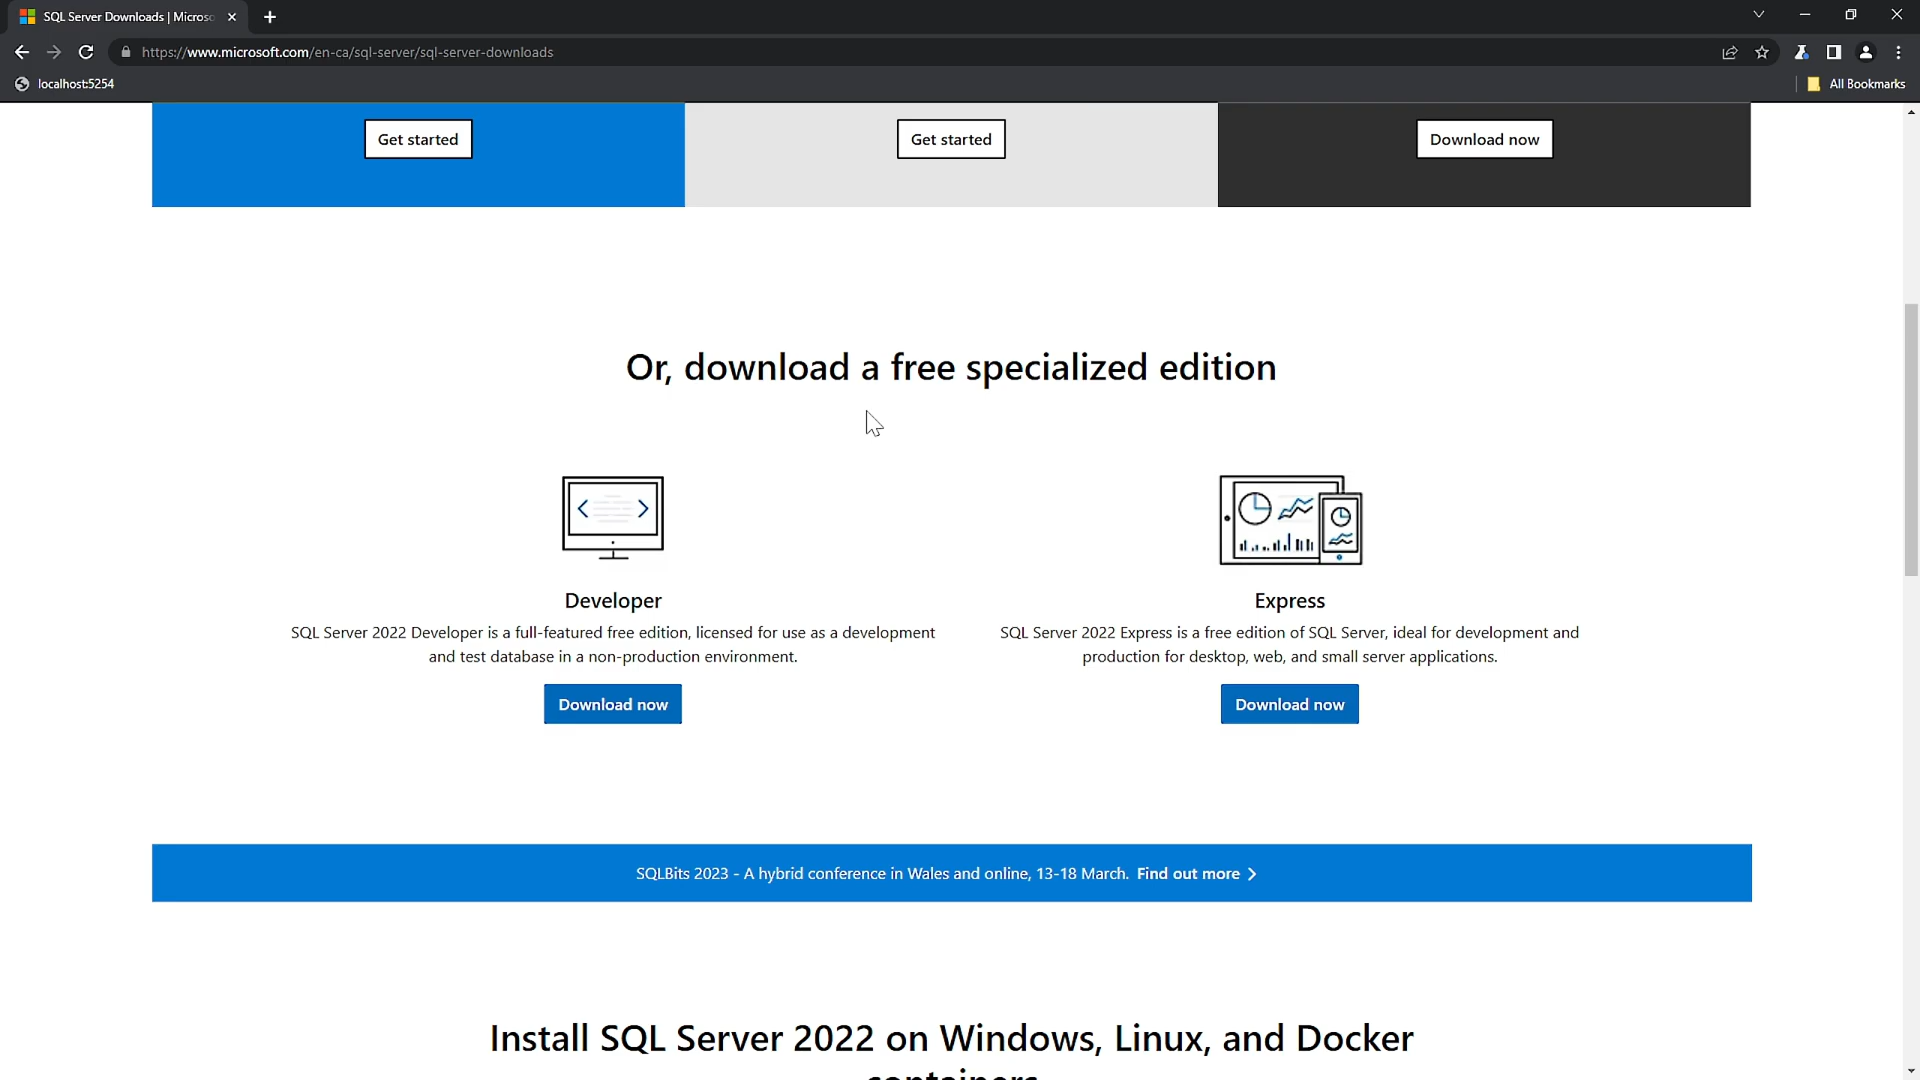 SQL Server Downloads | Micros
https://www.microsoft.com/en-ca/sql-server/sql-server-downloads
localhost:5254
All Bookmarks
Get started
Get started
Download now
Or, download a free specialized edition
Developer
SQL Server 2022 Developer is a full-featured free edition, licensed for use as a development
and test database in a non-production environment.
Download now
Express
SQL Server 2022 Express is a free edition of SQL Server, ideal for development and
production for desktop, web, and small server applications.
Download now
SQLBits 2023 - A hybrid conference in Wales and online, 13-18 March. Find out more
Install SQL Server 2022 on Windows, Linux, and Docker
containers